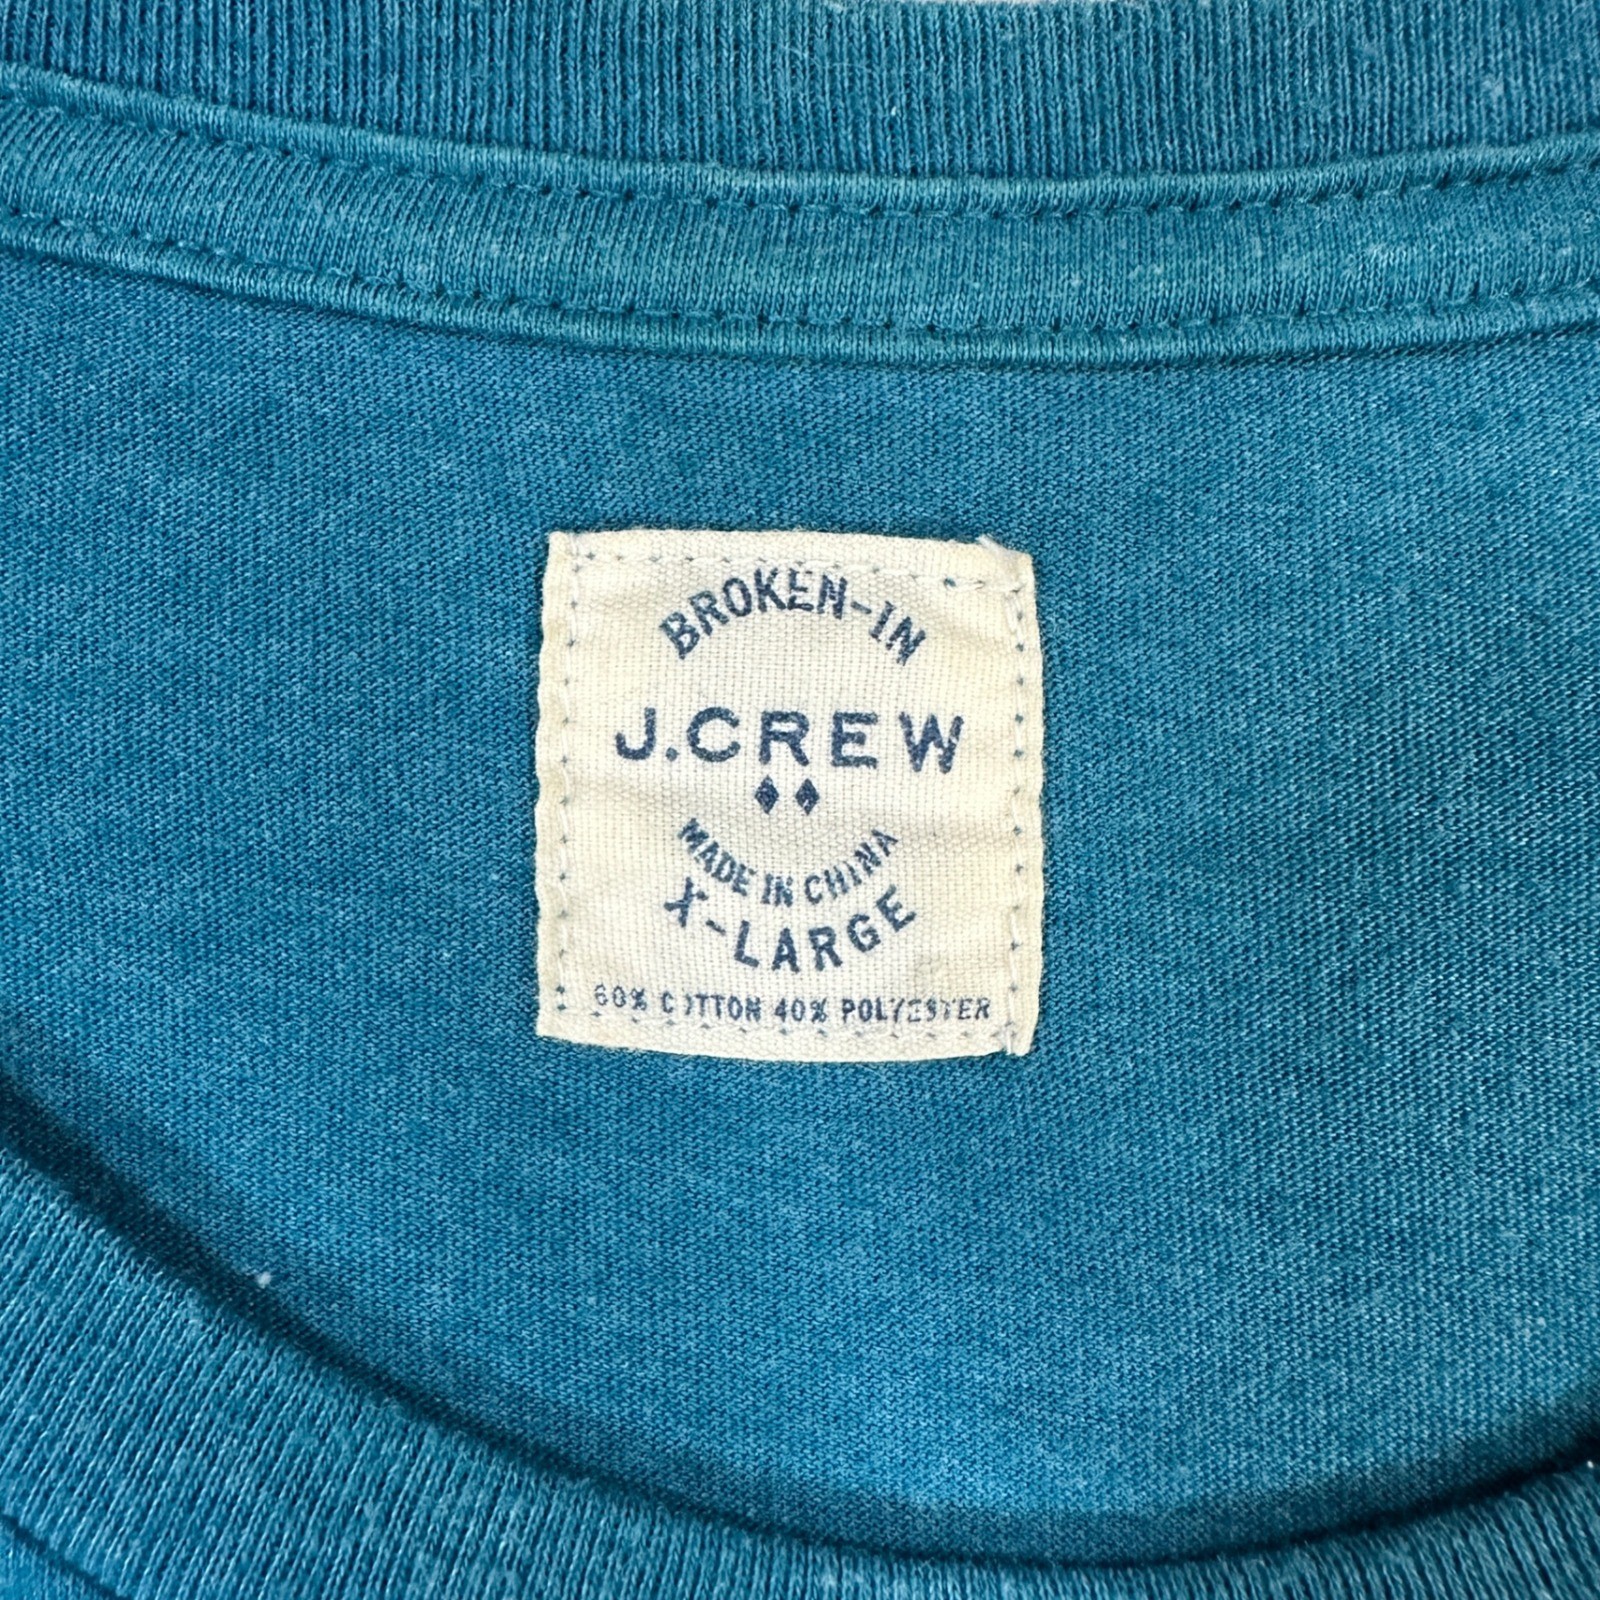 BROKEN-IN
J.CREW
MADE IN CHINA
X-LARGE
60% COTTON 40% POLYESTER